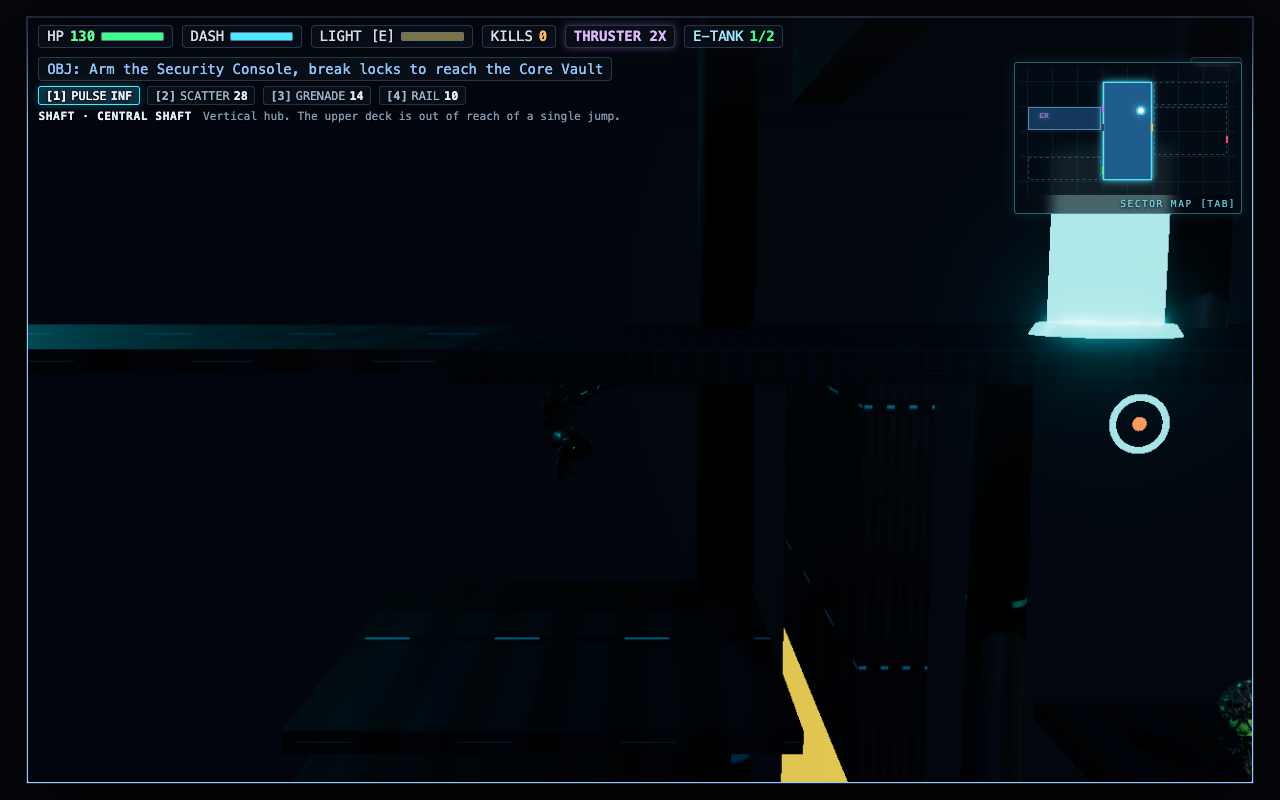 HP 130 DASH LIGHT [E] KILLS 0 THRUSTER 2X E-TANK 1/2
OBJ: Arm the Security Console, break locks to reach the Core Vault
[1] PULSE INF [2] SCATTER 28 [3] GRENADE 14 [4] RAIL 10
SHAFT · CENTRAL SHAFT Vertical hub. The upper deck is out of reach of a single jump.
EX
SECTOR MAP [TAB]